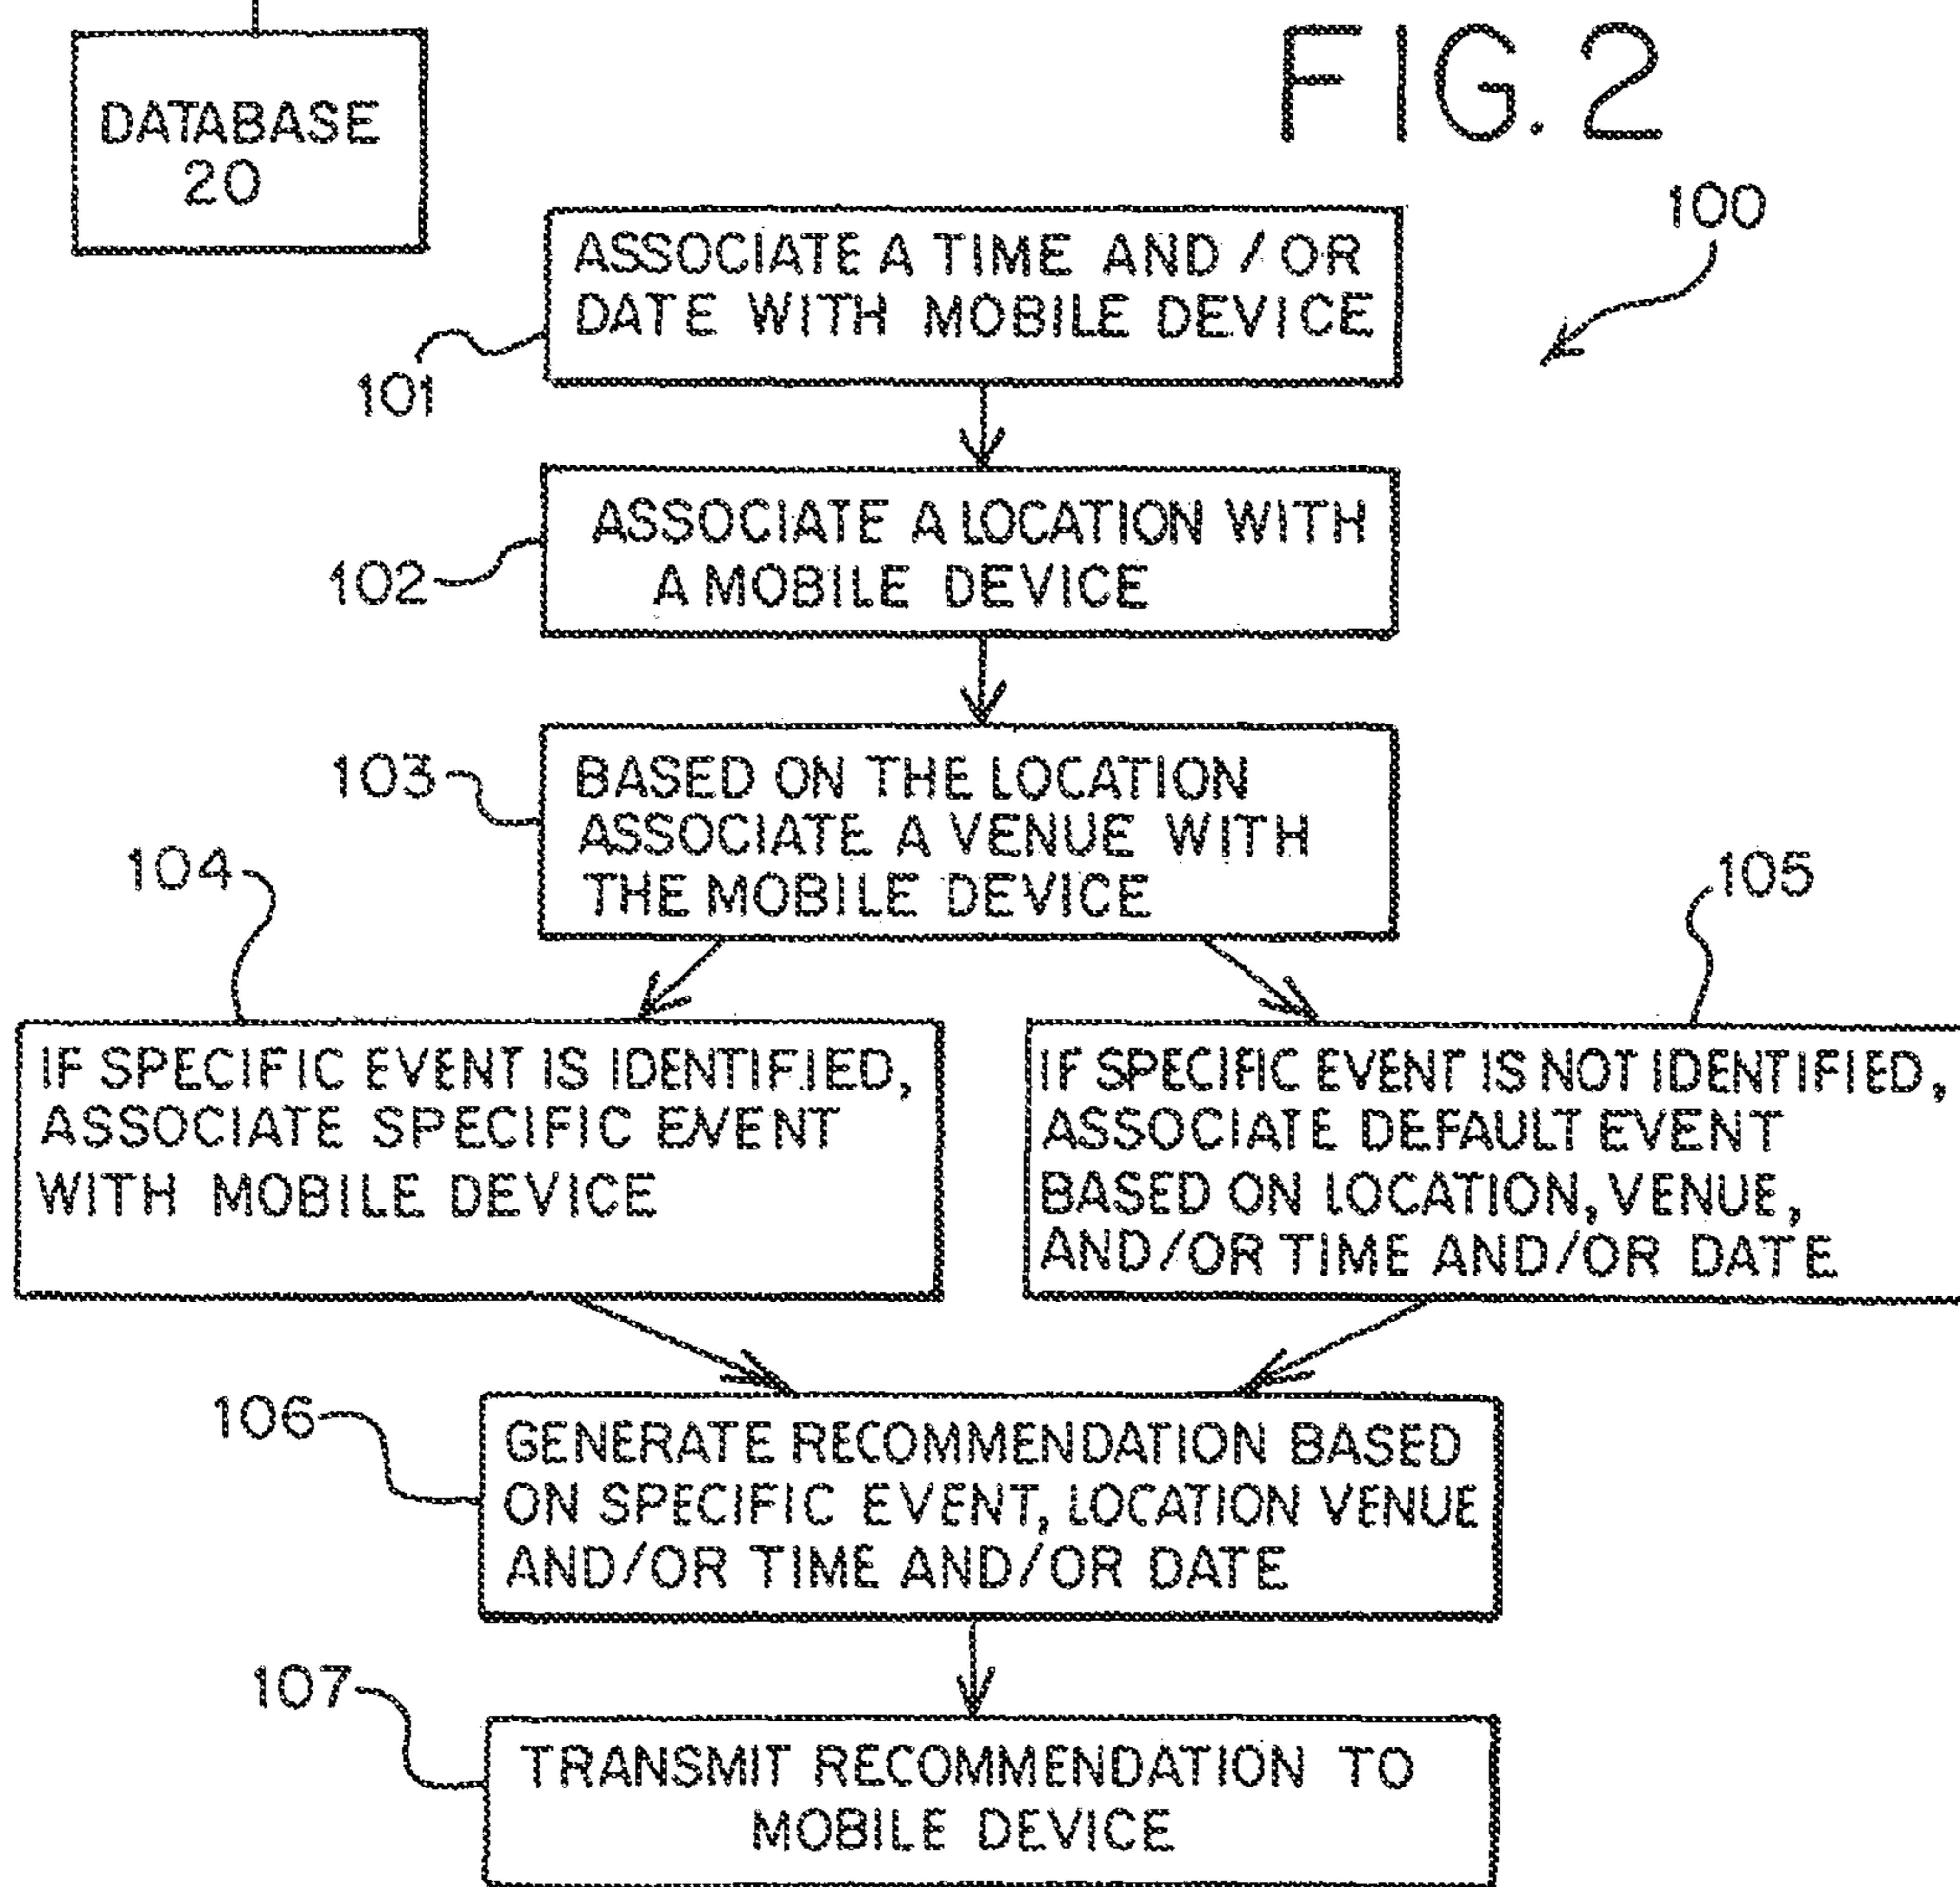 DATABASE
20
FIG. 2
100
ASSOCIATE A TIME AND / OR
DATE WITH MOBILE DEVICE
101
ASSOCIATE A LOCATION WITH
A MOBILE DEVICE
102
BASED ON THE LOCATION
ASSOCIATE A VENUE WITH
THE MOBILE DEVICE
103
104
105
IF SPECIFIC EVENT IS IDENTIFIED,
ASSOCIATE SPECIFIC EVENT
WITH MOBILE DEVICE
IF SPECIFIC EVENT IS NOT IDENTIFIED,
ASSOCIATE DEFAULT EVENT
BASED ON LOCATION, VENUE,
AND/OR TIME AND/OR DATE
106
GENERATE RECOMMENDATION BASED
ON SPECIFIC EVENT, LOCATION VENUE
AND/OR TIME AND/OR DATE
107
TRANSMIT RECOMMENDATION TO
MOBILE DEVICE